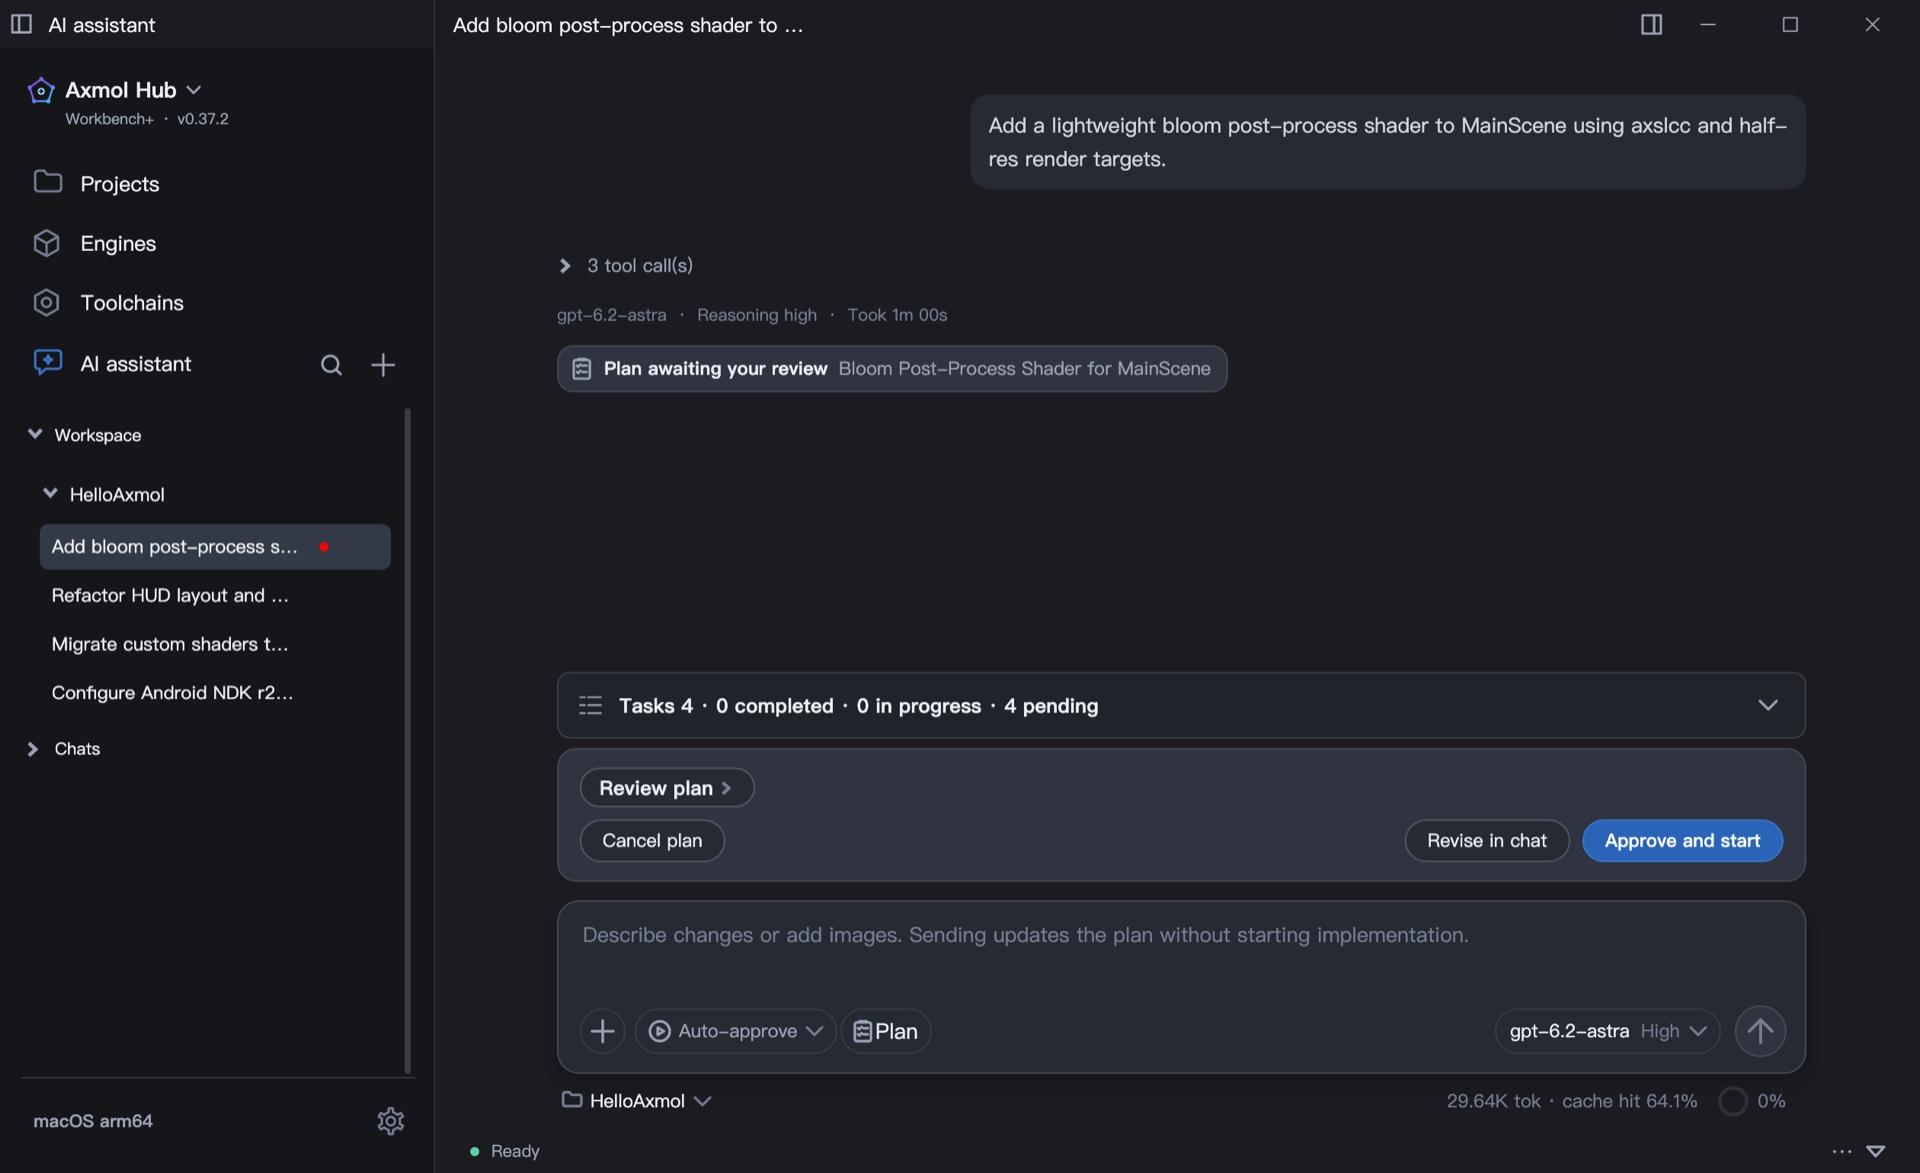 AI assistant
Add bloom post-process shader to ...
Axmol Hub
Workbench+ · v0.37.2
Projects
Engines
Toolchains
AI assistant
Workspace
HelloAxmol
Add bloom post-process s...
Refactor HUD layout and ...
Migrate custom shaders t...
Configure Android NDK r2...
Chats
macOS arm64
Add a lightweight bloom post-process shader to MainScene using axslcc and half-
res render targets.
3 tool call(s)
gpt-6.2-astra · Reasoning high · Took 1m 00s
Plan awaiting your review Bloom Post-Process Shader for MainScene
Tasks 4 · 0 completed · 0 in progress · 4 pending
Review plan
Cancel plan
Revise in chat
Approve and start
Describe changes or add images. Sending updates the plan without starting implementation.
Auto-approve
Plan
gpt-6.2-astra High
HelloAxmol
29.64K tok · cache hit 64.1%
0%
Ready